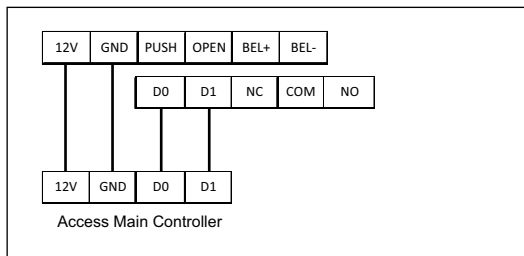 12V GND PUSH OPEN BEL+ BEL-
D0 D1 NC COM NO
12V GND D0 D1
Access Main Controller